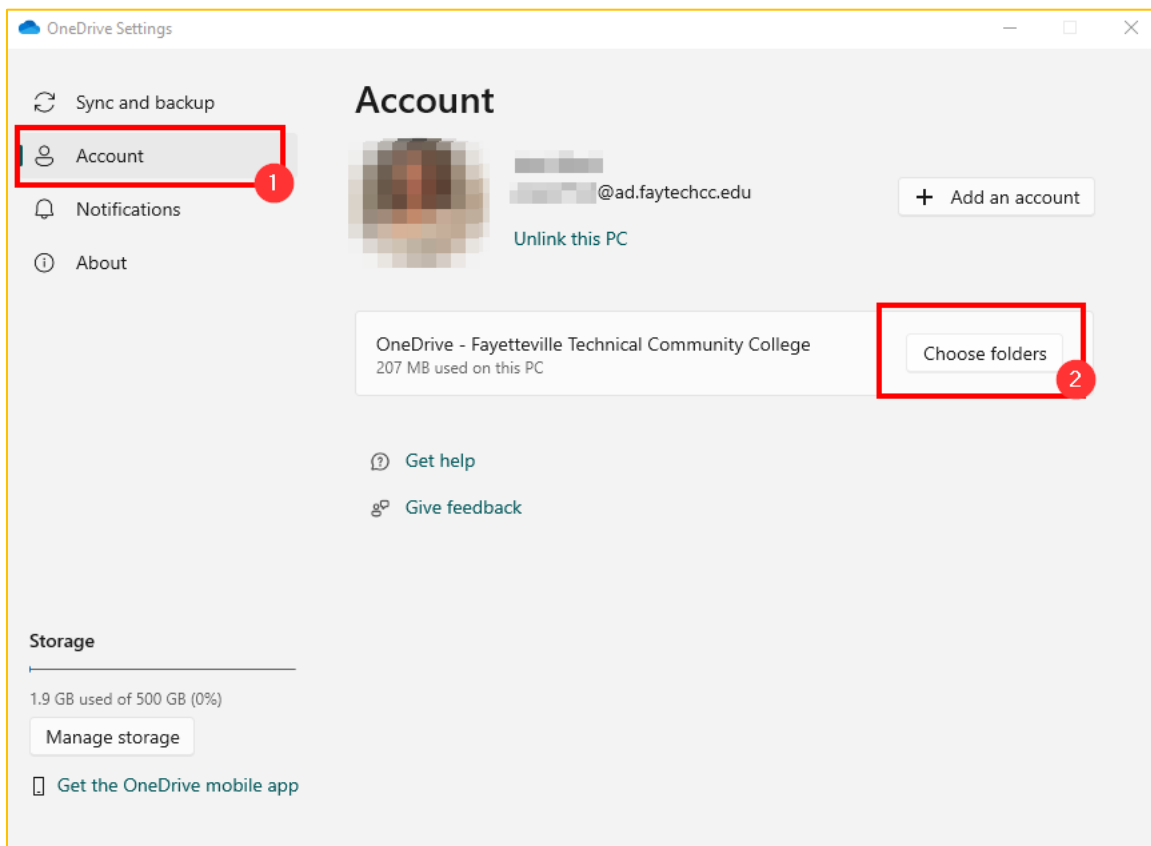 OneDrive Settings
Sync and backup
Account
1
Notifications
About
Account
@ad.faytechcc.edu
Unlink this PC
+ Add an account
OneDrive - Fayetteville Technical Community College
207 MB used on this PC
Choose folders
2
Get help
Give feedback
Storage
1.9 GB used of 500 GB (0%)
Manage storage
Get the OneDrive mobile app